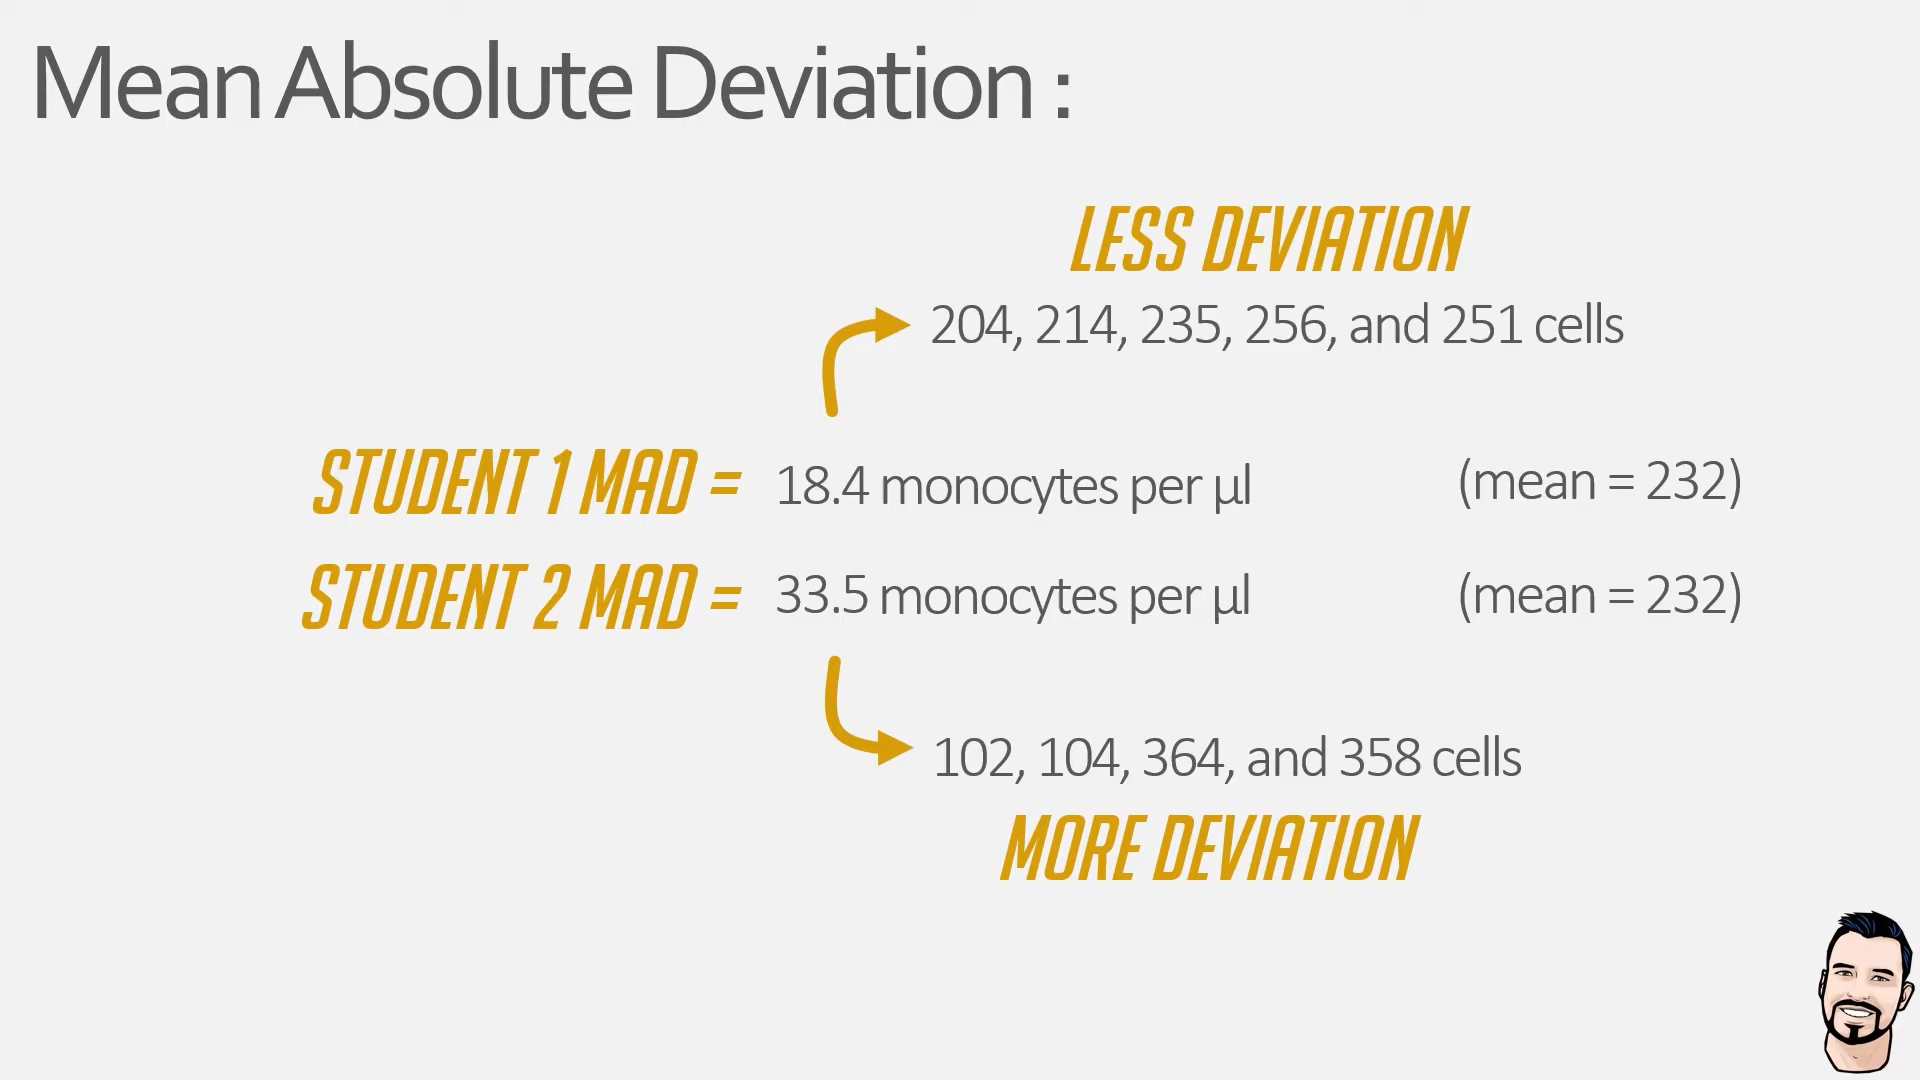 Mean Absolute Deviation :
LESS DEVIATION
204, 214, 235, 256, and 251 cells
STUDENT 1 MAD = 18.4 monocytes per µl (mean = 232)
STUDENT 2 MAD = 33.5 monocytes per µl (mean = 232)
102, 104, 364, and 358 cells
MORE DEVIATION